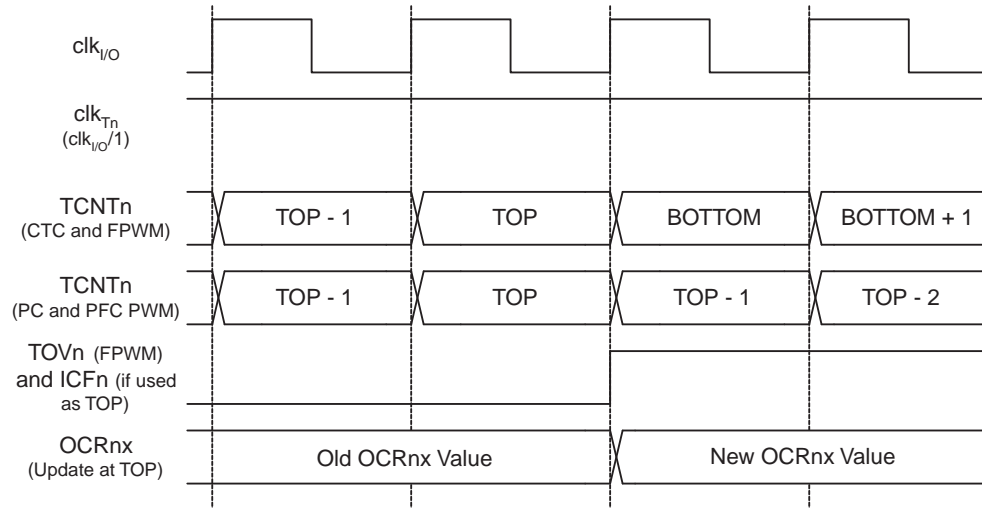 clkI/O
clkTn
(clkI/O/1)
TCNTn
(CTC and FPWM)
TOP - 1
TOP
BOTTOM
BOTTOM + 1
TCNTn
(PC and PFC PWM)
TOP - 1
TOP
TOP - 1
TOP - 2
TOVn (FPWM)
and ICFn (if used
as TOP)
OCRnx
(Update at TOP)
Old OCRnx Value
New OCRnx Value